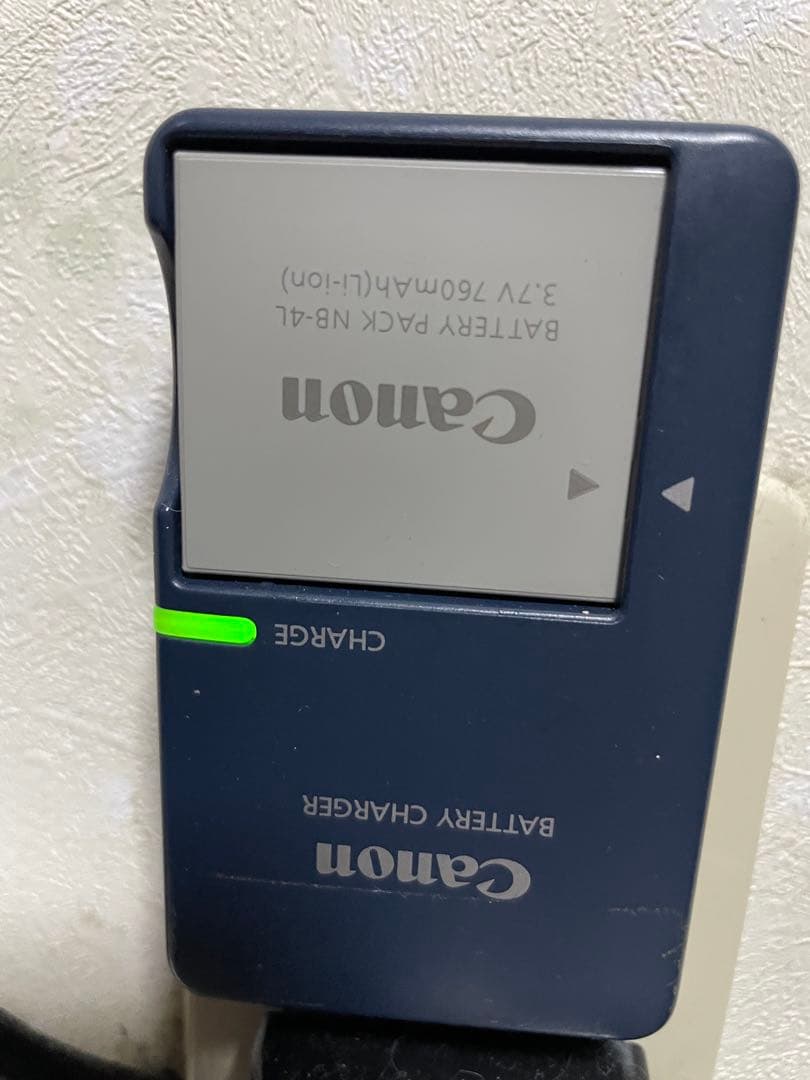 Canon
BATTERY CHARGER
CHARGE
Canon
BATTERY PACK NB-4L
3.7V 760mAh(Li-ion)